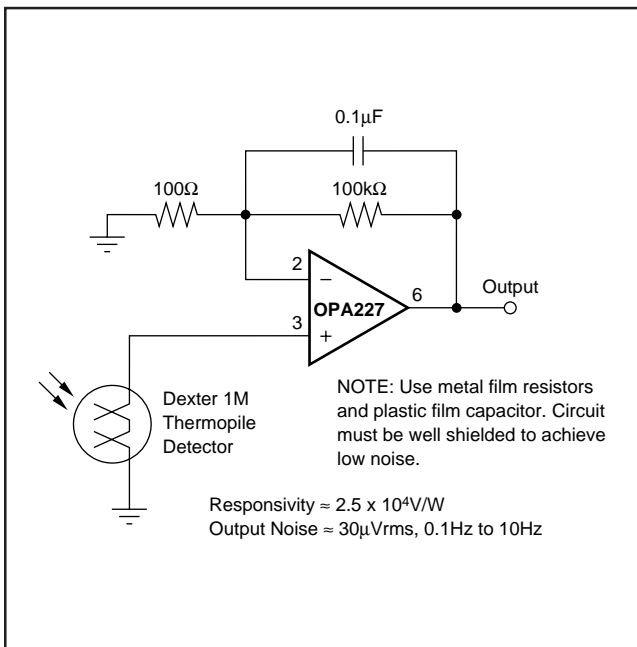 0.1µF
100Ω
100kΩ
2
−
OPA227
6
Output
3
+
Dexter 1M
Thermopile
Detector
NOTE: Use metal film resistors
and plastic film capacitor. Circuit
must be well shielded to achieve
low noise.
Responsivity ≈ 2.5 x 10⁴V/W
Output Noise ≈ 30µVrms, 0.1Hz to 10Hz